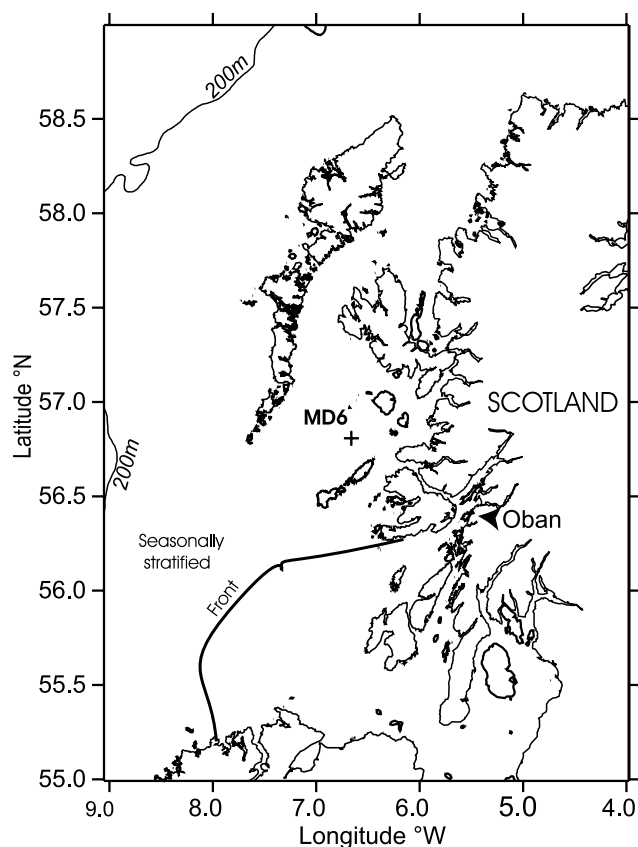 200m
58.5
58.0
57.5
57.0
56.5
56.0
55.5
55.0
Latitude °N
MD6
SCOTLAND
200m
Oban
Seasonally
stratified
Front
9.0 8.0 7.0 6.0 5.0 4.0
Longitude °W